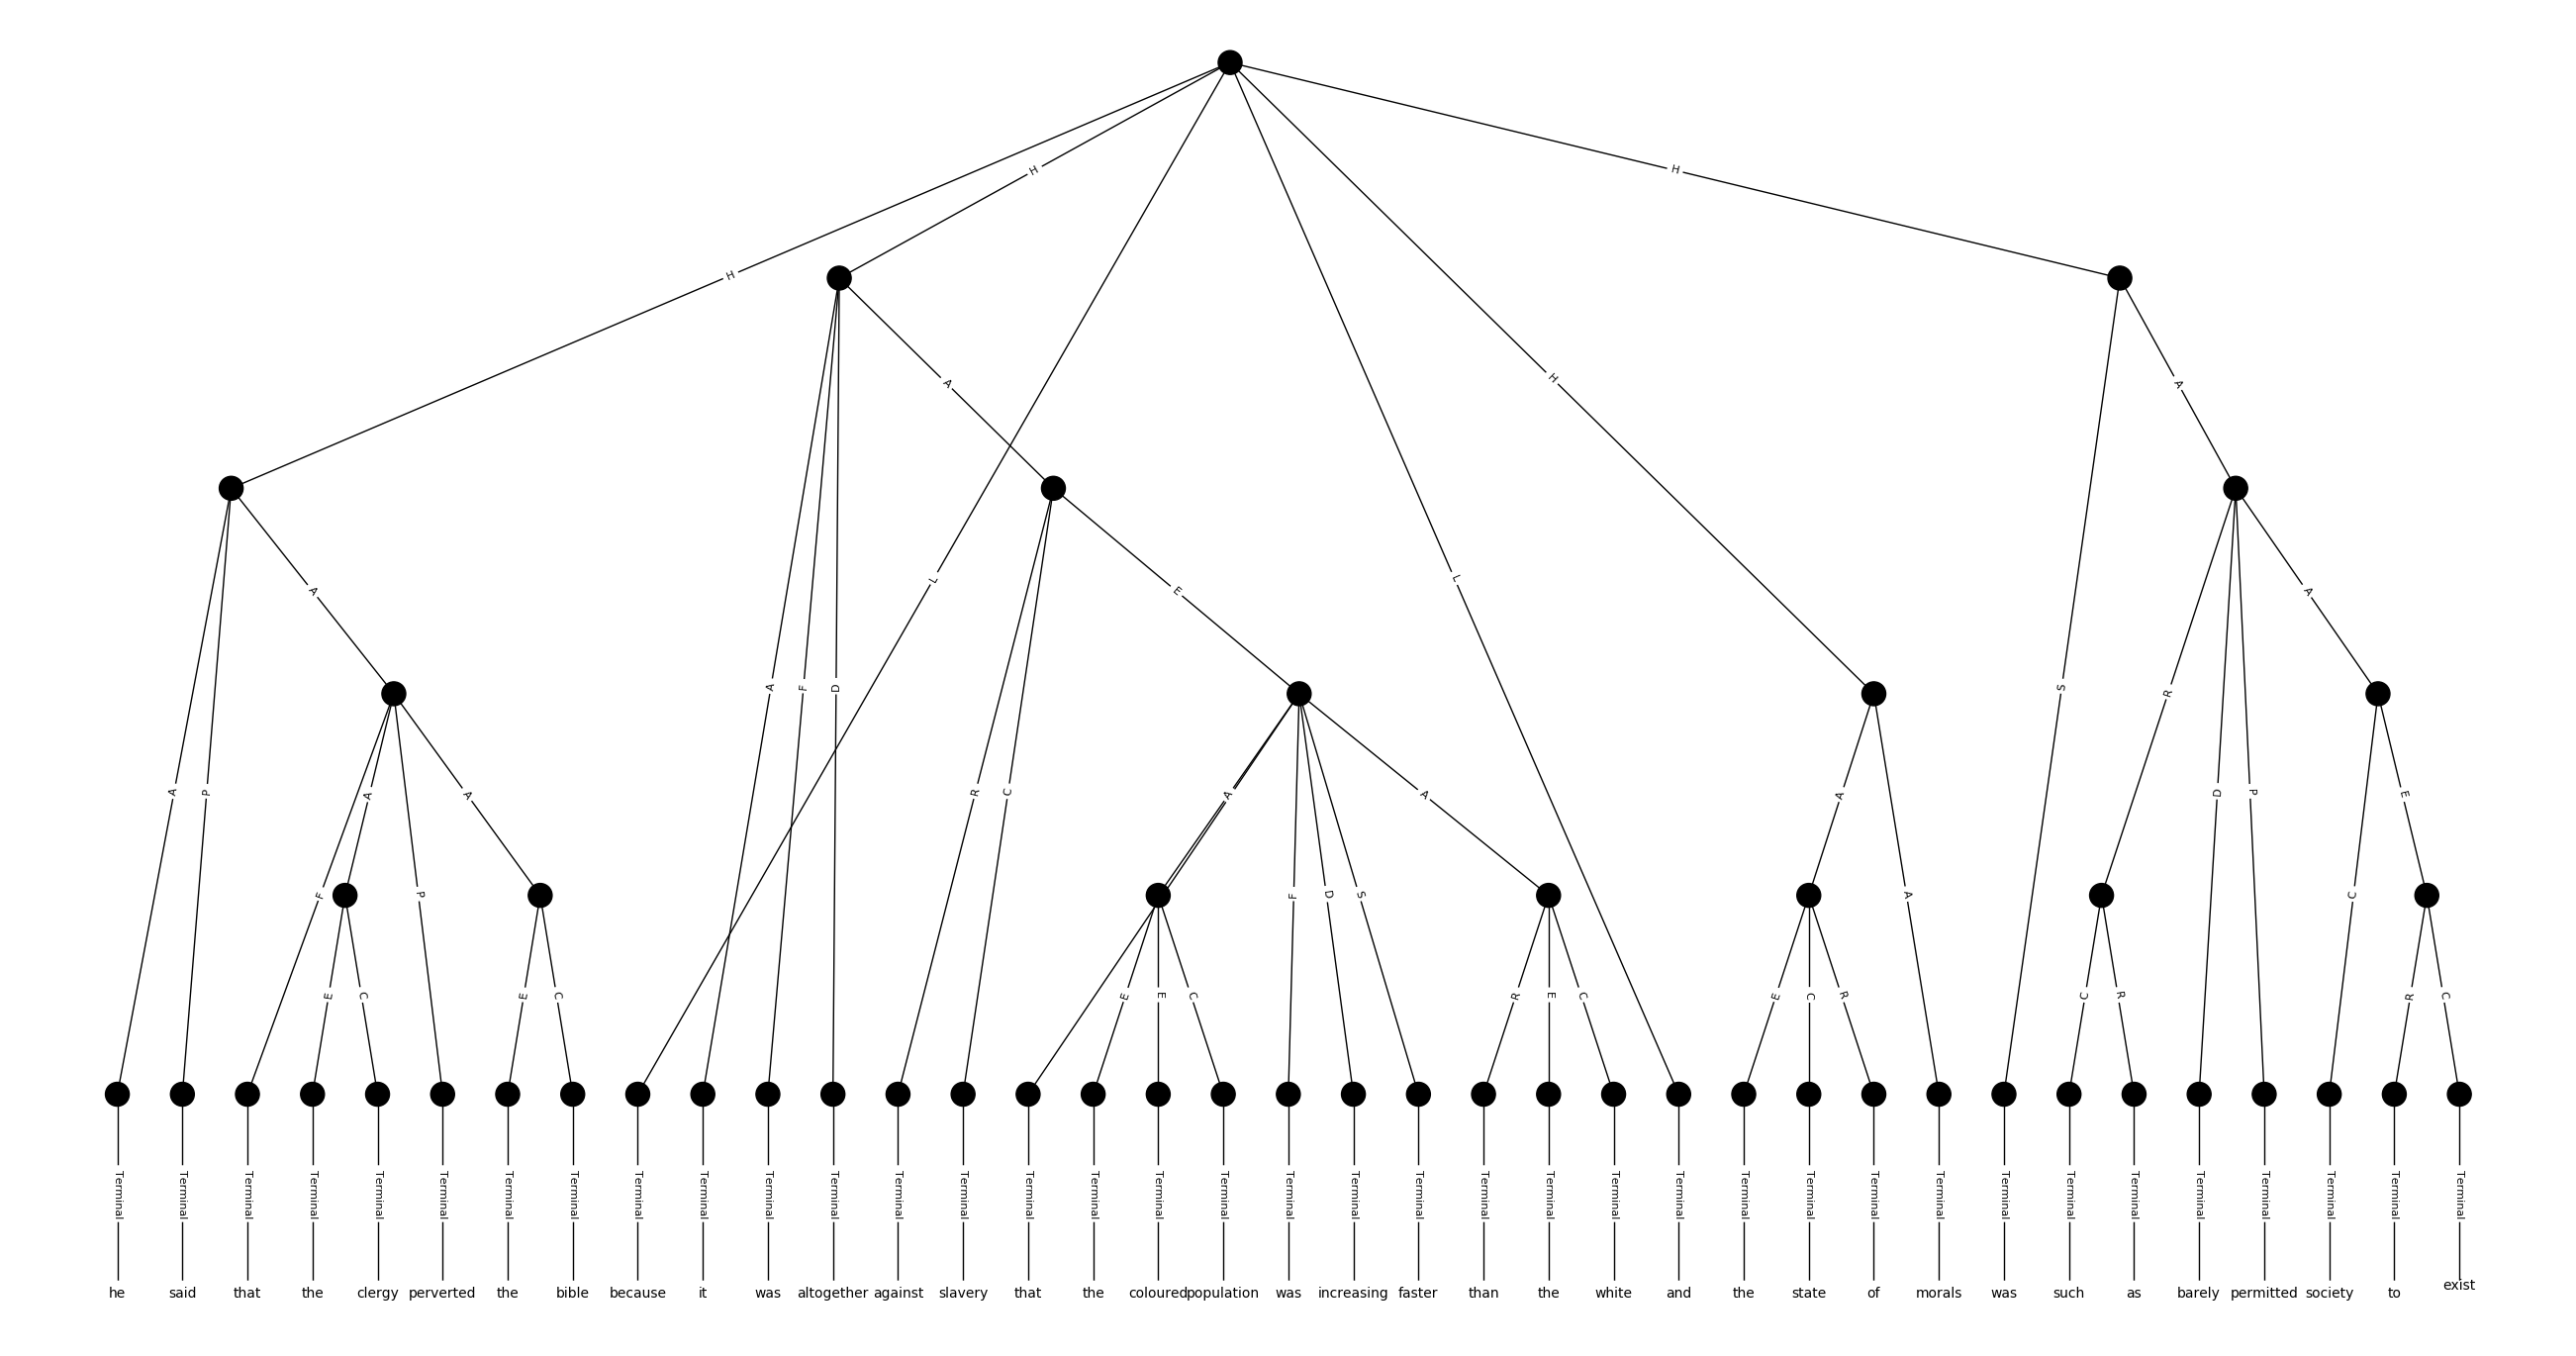 H
H
H
A
A
H
A
L
E
L
A
A
F
D
S
R
A
P
R
C
D
P
A
A
A
A
A
E
F
P
F
D
S
A
C
E
C
E
C
E
E
C
R
E
C
E
C
R
C
R
R
C
Terminal Terminal Terminal Terminal Terminal Terminal Terminal Terminal Terminal Terminal Terminal Terminal Terminal Terminal Terminal Terminal Terminal Terminal Terminal Terminal Terminal Terminal Terminal Terminal Terminal Terminal Terminal Terminal Terminal Terminal Terminal Terminal Terminal Terminal Terminal Terminal Terminal
he said that the clergy perverted the bible because it was altogether against slavery that the coloured population was increasing faster than the white and the state of morals was such as barely permitted society to exist